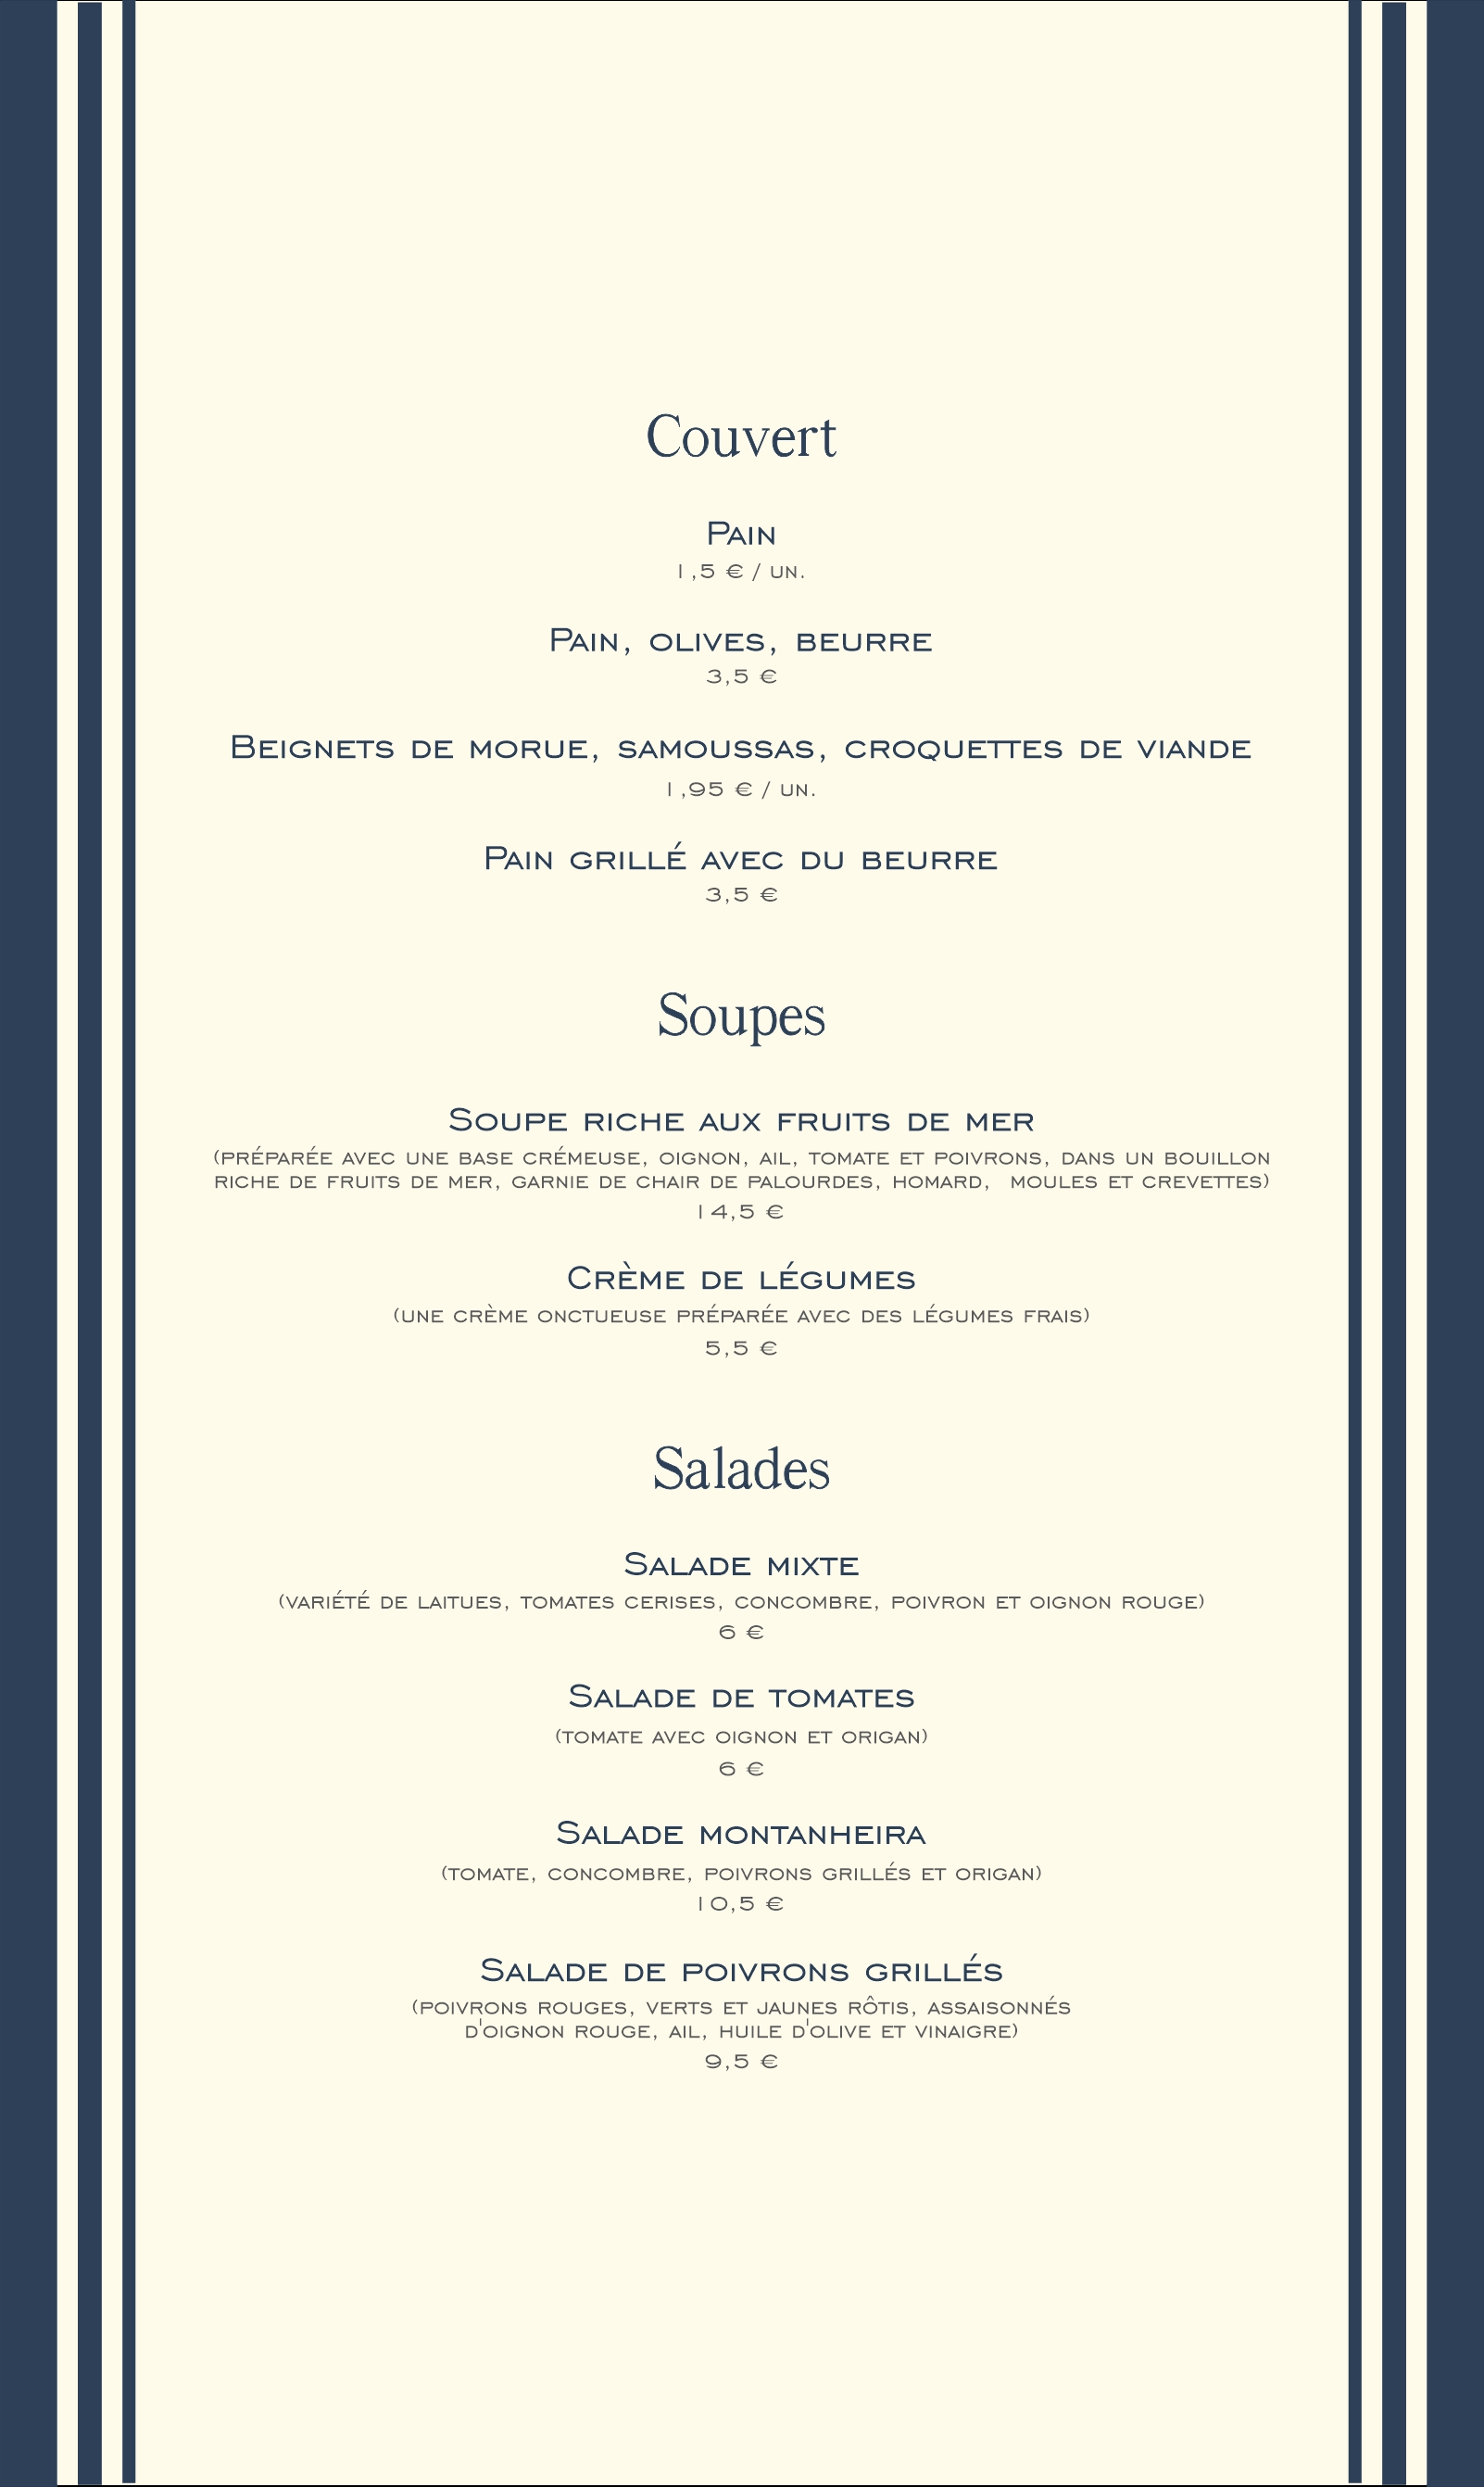 Couvert
Pain
1,5 € / un.
Pain, olives, beurre
3,5 €
Beignets de morue, samoussas, croquettes de viande
1,95 € / un.
Pain grillé avec du beurre
3,5 €
Soupes
Soupe riche aux fruits de mer
(préparée avec une base crémeuse, oignon, ail, tomate et poivrons, dans un bouillon
riche de fruits de mer, garnie de chair de palourdes, homard, moules et crevettes)
14,5 €
Crème de légumes
(une crème onctueuse préparée avec des légumes frais)
5,5 €
Salades
Salade mixte
(variété de laitues, tomates cerises, concombre, poivron et oignon rouge)
6 €
Salade de tomates
(tomate avec oignon et origan)
6 €
Salade montanheira
(tomate, concombre, poivrons grillés et origan)
10,5 €
Salade de poivrons grillés
(poivrons rouges, verts et jaunes rôtis, assaisonnés
d'oignon rouge, ail, huile d'olive et vinaigre)
9,5 €